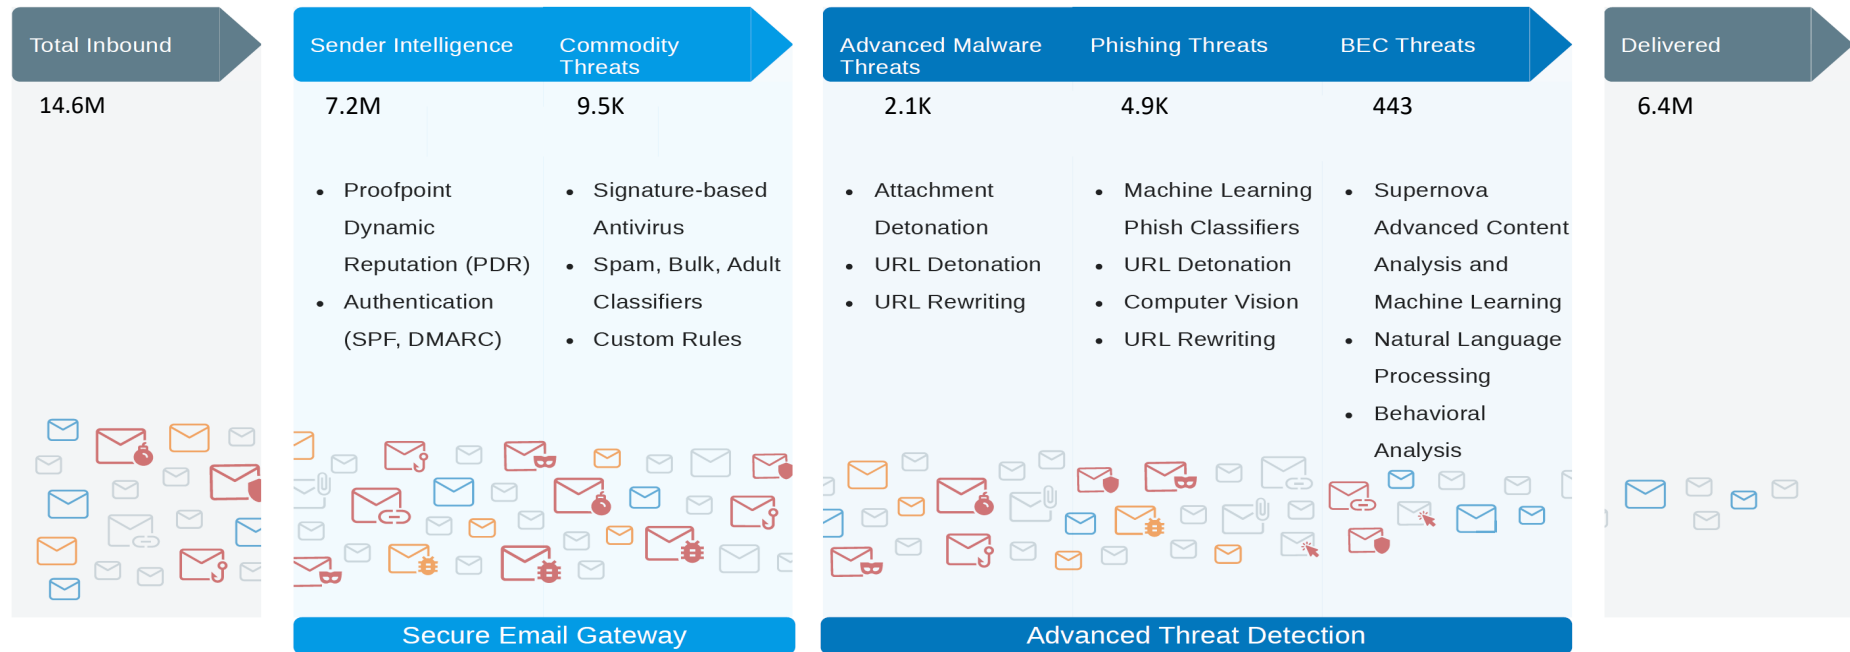 Total Inbound
14.6M
Sender Intelligence
7.2M
• Proofpoint
Dynamic
Reputation (PDR)
• Authentication
(SPF, DMARC)
Commodity
Threats
9.5K
• Signature-based
Antivirus
• Spam, Bulk, Adult
Classifiers
• Custom Rules
Secure Email Gateway
Advanced Malware
Threats
2.1K
• Attachment
Detonation
• URL Detonation
• URL Rewriting
Phishing Threats
4.9K
• Machine Learning
Phish Classifiers
• URL Detonation
• Computer Vision
• URL Rewriting
BEC Threats
443
• Supernova
Advanced Content
Analysis and
Machine Learning
• Natural Language
Processing
• Behavioral
Analysis
Advanced Threat Detection
Delivered
6.4M